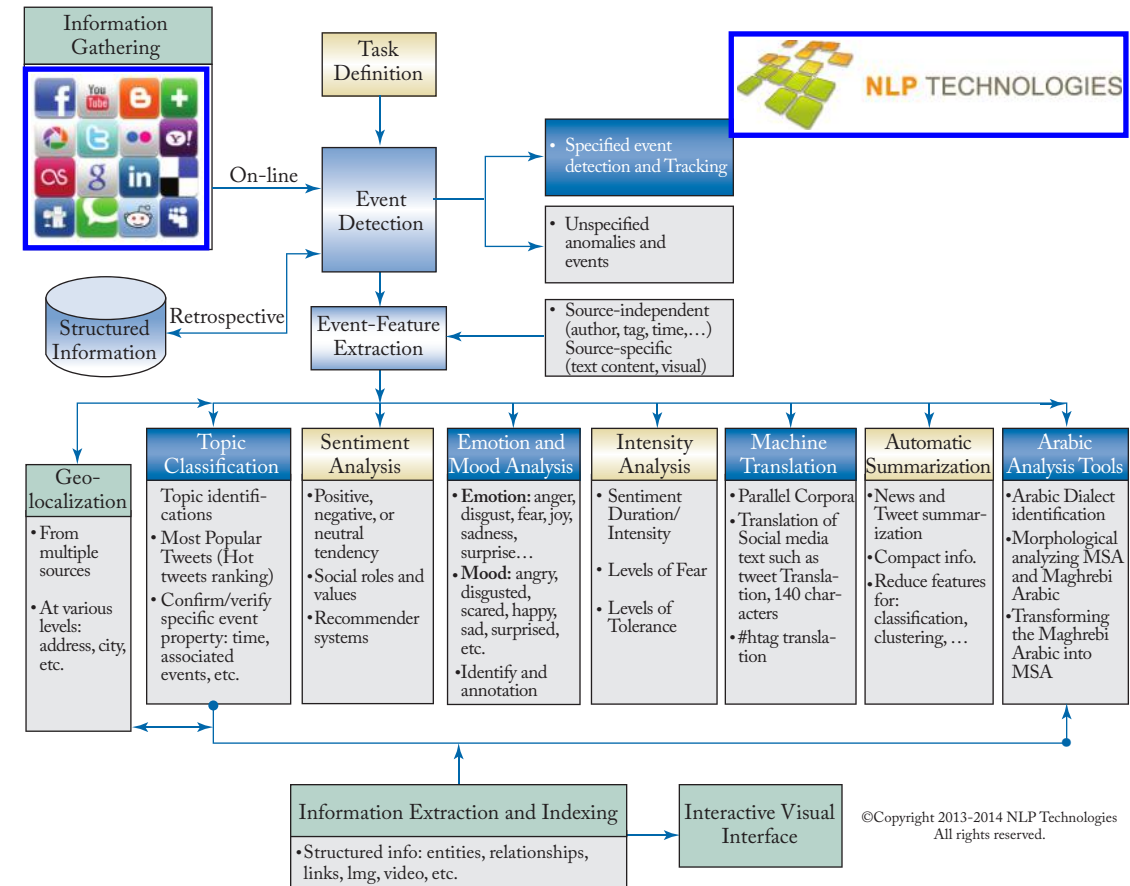 Information
Gathering
f
You
Tube
B
+
t
Y!
os
g
in
Task
Definition
NLP TECHNOLOGIES
On-line
Event
Detection
• Specified event
detection and Tracking
• Unspecified
anomalies and
events
Structured
Information
Retrospective
Event-Feature
Extraction
• Source-independent
(author, tag, time,…)
Source-specific
(text content, visual)
Geo-
localization
• From
multiple
sources
• At various
levels:
address, city,
etc.
Topic
Classification
Topic identifi-
cations
• Most Popular
Tweets (Hot
tweets ranking)
• Confirm/verify
specific event
property: time,
associated
events, etc.
Sentiment
Analysis
•Positive,
negative, or
neutral
tendency
•Social roles and
values
•Recommender
systems
Emotion and
Mood Analysis
• Emotion: anger,
disgust, fear, joy,
sadness,
surprise…
• Mood: angry,
disgusted,
scared, happy,
sad, surprised,
etc.
•Identify and
annotation
Intensity
Analysis
• Sentiment
Duration/
Intensity
• Levels of Fear
• Levels of
Tolerance
Machine
Translation
•Parallel Corpora
•Translation of
Social media
text such as
tweet Transla-
tion, 140 char-
acters
•#htag transla-
tion
Automatic
Summarization
•News and
Tweet summar-
ization
•Compact info.
•Reduce features
for:
classification,
clustering, …
Arabic
Analysis Tools
•Arabic Dialect
identification
•Morphological
analyzing MSA
and Maghrebi
Arabic
•Transforming
the Maghrebi
Arabic into
MSA
Information Extraction and Indexing
•Structured info: entities, relationships,
links, lmg, video, etc.
Interactive Visual
Interface
©Copyright 2013-2014 NLP Technologies
All rights reserved.